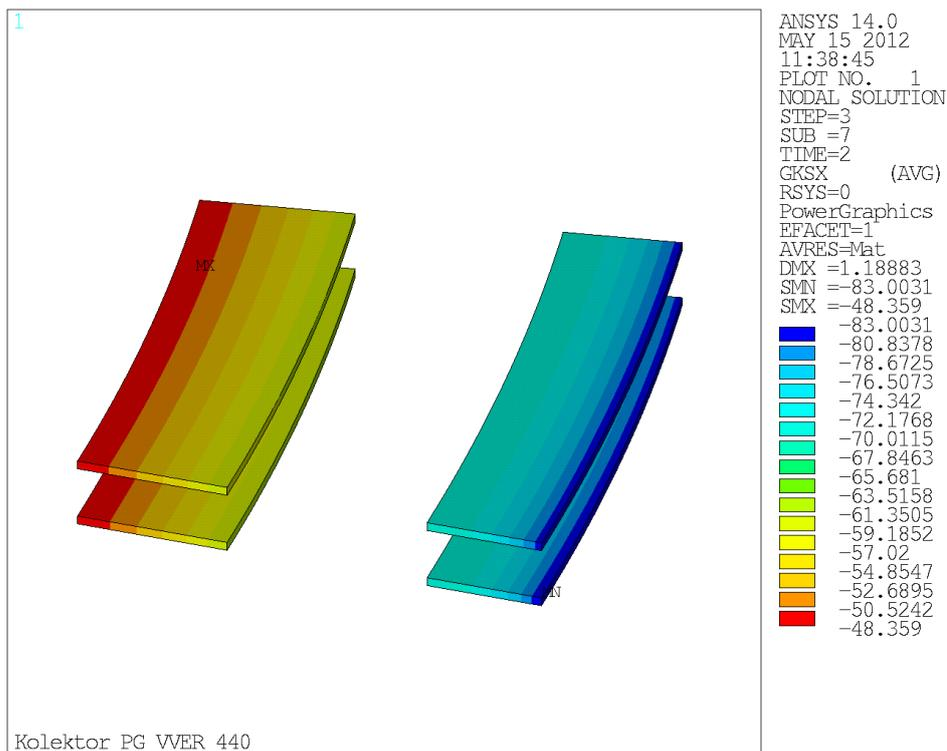 1
ANSYS 14.0
MAY 15 2012
11:38:45
PLOT NO.   1
NODAL SOLUTION
STEP=3
SUB =7
TIME=2
GKSX     (AVG)
RSYS=0
PowerGraphics
EFACET=1
AVRES=Mat
DMX =1.18883
SMN =-83.0031
SMX =-48.359
-83.0031
-80.8378
-78.6725
-76.5073
-74.342
-72.1768
-70.0115
-67.8463
-65.681
-63.5158
-61.3505
-59.1852
-57.02
-54.8547
-52.6895
-50.5242
-48.359
MX
N
Kolektor PG VVER 440